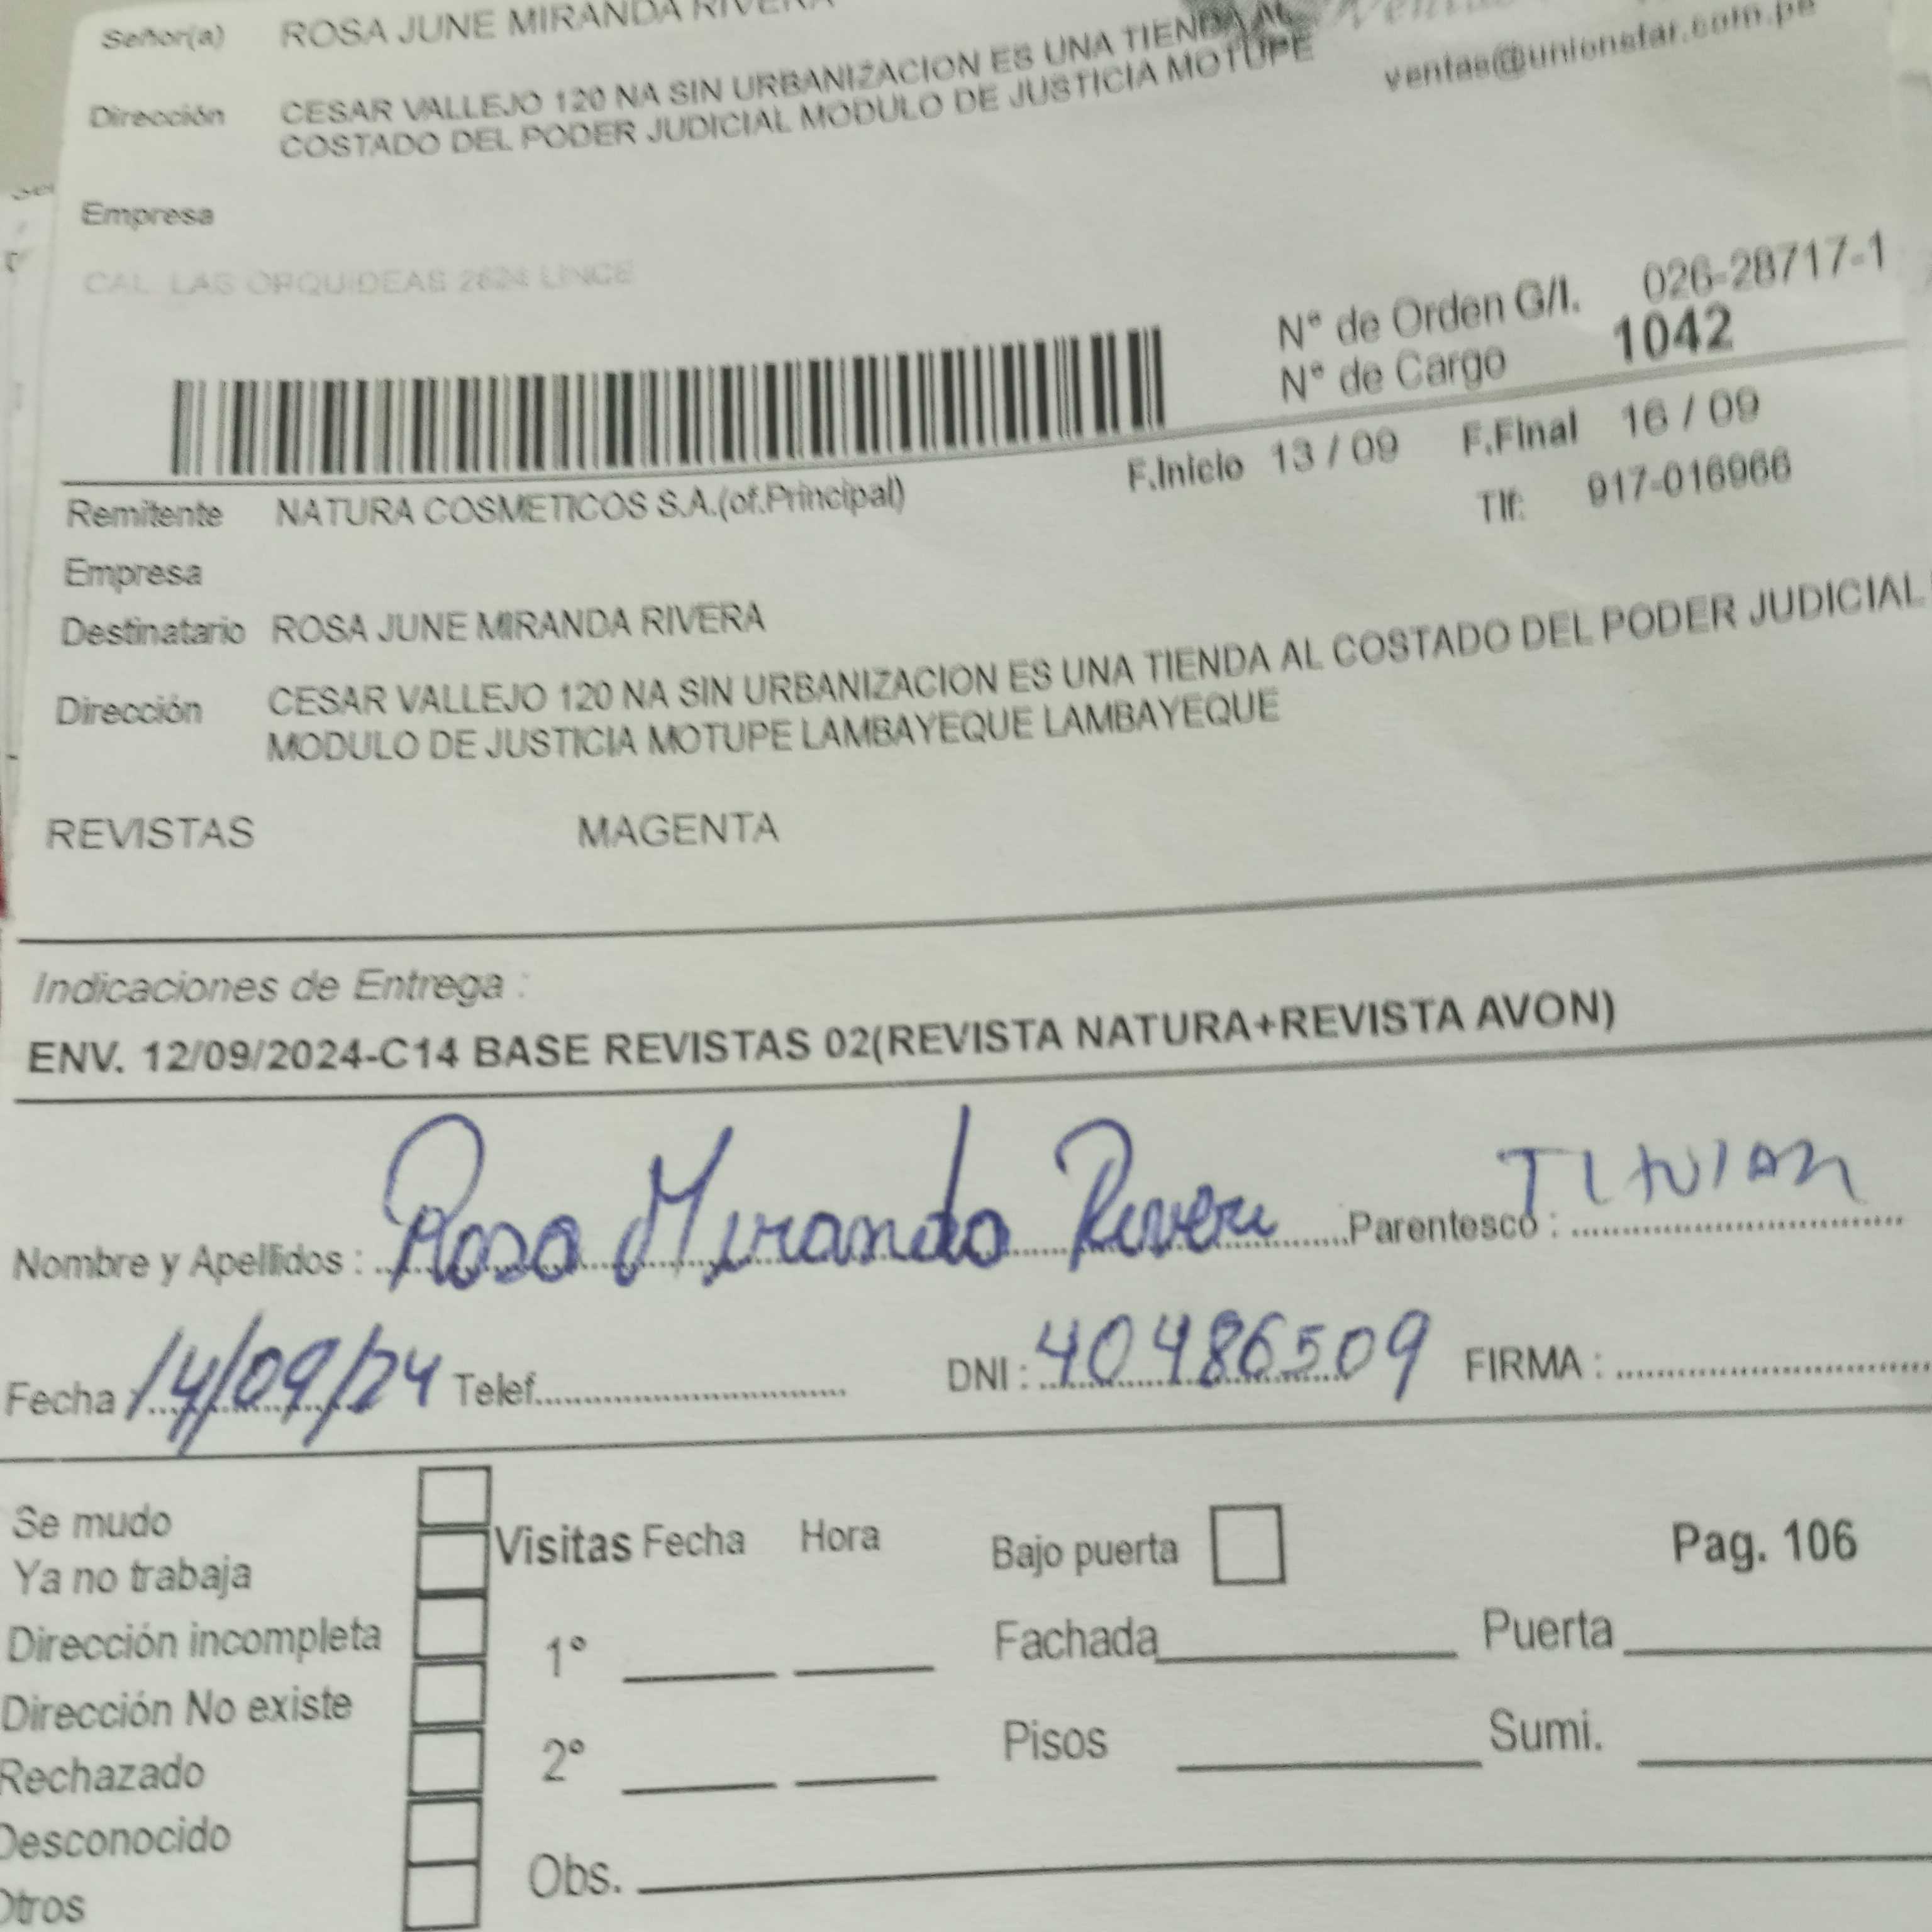 Señor(a) ROSA JUNE MIRANDA RIVERA
ventas@unionstar.com.pe
Dirección CESAR VALLEJO 120 NA SIN URBANIZACION ES UNA TIENDA AL
COSTADO DEL PODER JUDICIAL MODULO DE JUSTICIA MOTUPE
Empresa
CAL. LAS ORQUIDEAS 2624 LINCE
N° de Orden G/I. 026-28717-1
N° de Cargo 1042
F.Inicio 13 / 09 F.Final 16 / 09
Remitente NATURA COSMETICOS S.A.(of.Principal)
Tlf: 917-016966
Empresa
Destinatario ROSA JUNE MIRANDA RIVERA
Dirección CESAR VALLEJO 120 NA SIN URBANIZACION ES UNA TIENDA AL COSTADO DEL PODER JUDICIAL
MODULO DE JUSTICIA MOTUPE LAMBAYEQUE LAMBAYEQUE
REVISTAS MAGENTA
Indicaciones de Entrega :
ENV. 12/09/2024-C14 BASE REVISTAS 02(REVISTA NATURA+REVISTA AVON)
Nombre y Apellidos : Rosa Miranda Rivera Parentesco :
Fecha 14/09/24 Telef. DNI : 40486509 FIRMA :
Se mudo
Ya no trabaja
Dirección incompleta
Dirección No existe
Rechazado
Desconocido
Otros
Visitas Fecha Hora
1°
2°
Obs.
Bajo puerta
Fachada
Pisos
Pag. 106
Puerta
Sumi.